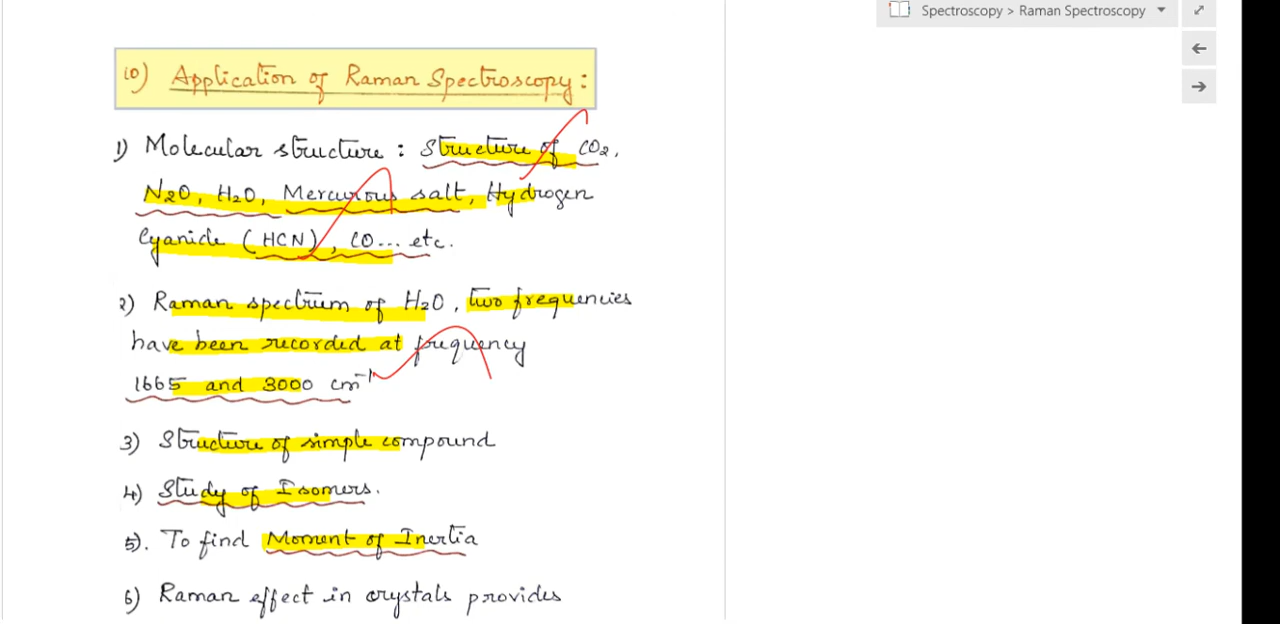 Spectroscopy > Raman Spectroscopy
10) Application of Raman Spectroscopy:
1) Molecular structure : Structure of CO2,
N2O, H2O, Mercurous salt, Hydrogen
Cyanide (HCN), CO... etc.
2) Raman spectrum of H2O, two frequencies
have been recorded at frequency
1665 and 3000 cm⁻¹
3) Structure of simple compound
4) Study of Isomers.
5). To find Moment of Inertia
6) Raman effect in crystals provides